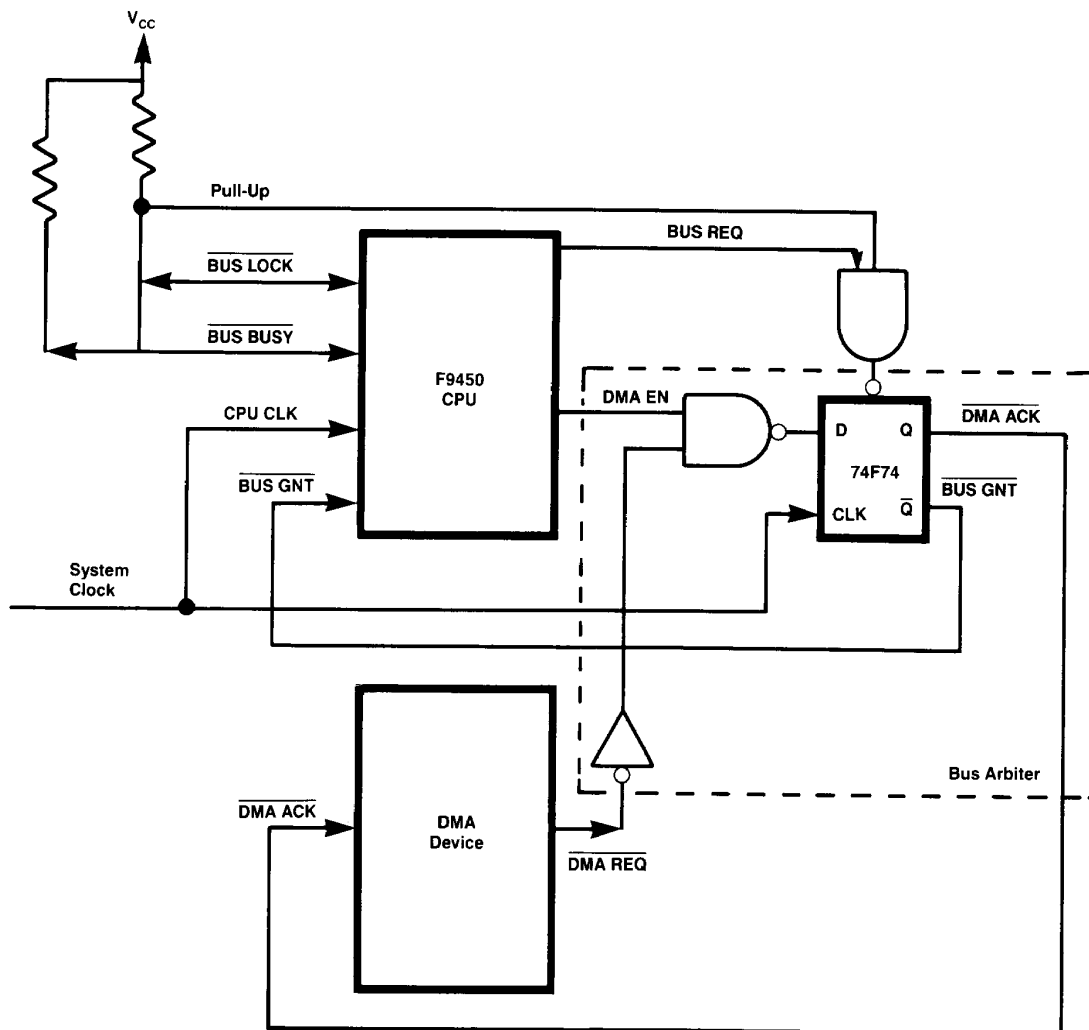 VCC
Pull-Up
BUS REQ
BUS LOCK
BUS BUSY
F9450
CPU
DMA EN
CPU CLK
D
Q
DMA ACK
74F74
BUS GNT
BUS GNT
CLK
Q
System
Clock
Bus Arbiter
DMA ACK
DMA
Device
DMA REQ